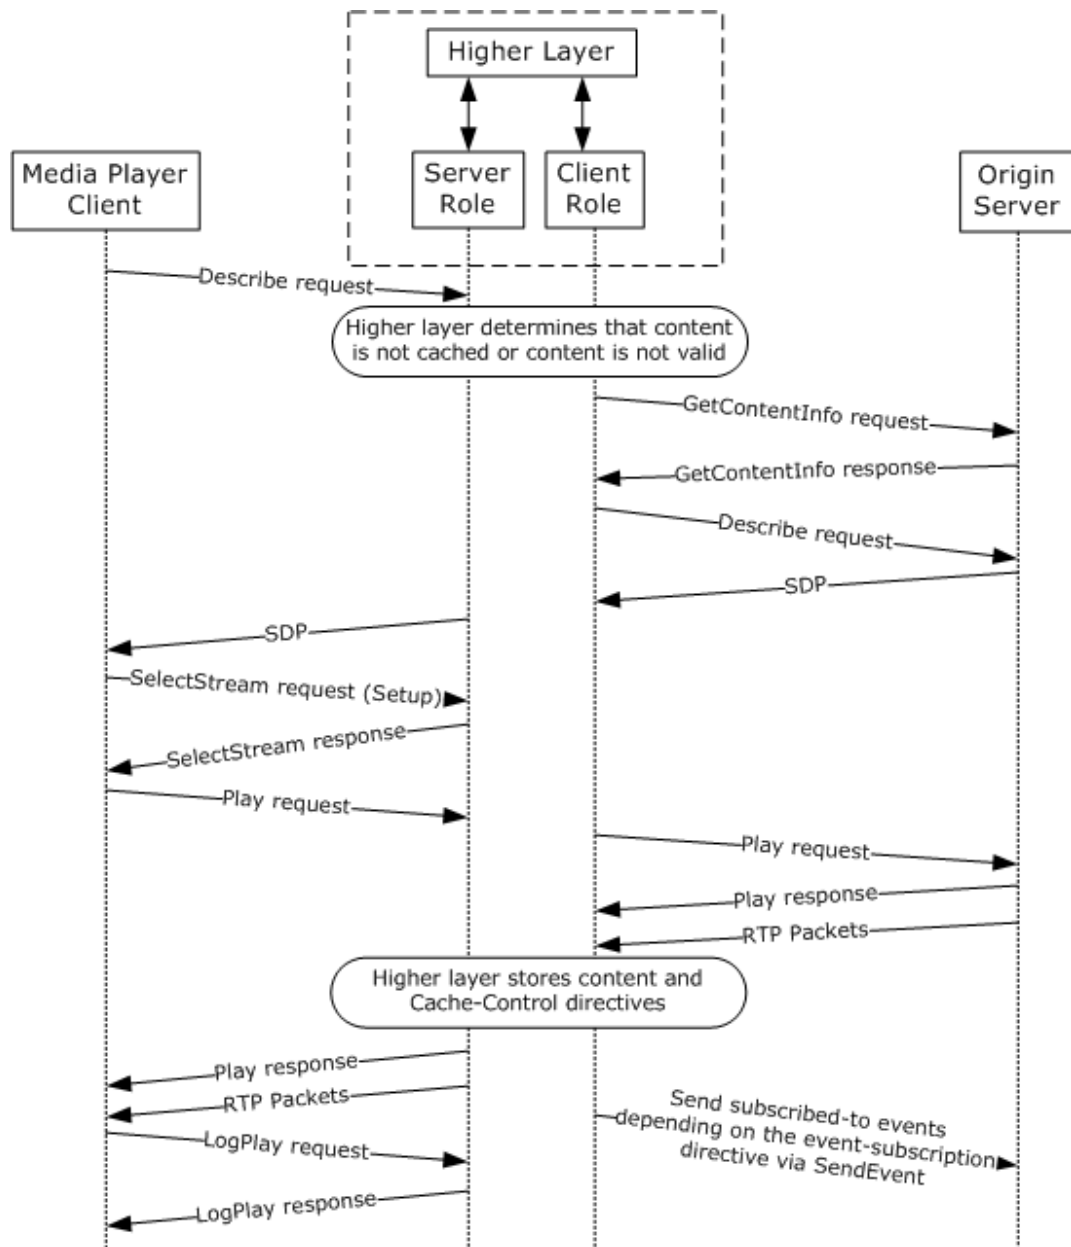 Higher Layer
Media Player
Client
Server
Role
Client
Role
Origin
Server
Describe request
Higher layer determines that content
is not cached or content is not valid
GetContentInfo request
GetContentInfo response
Describe request
SDP
SDP
SelectStream request (Setup)
SelectStream response
Play request
Play request
Play response
RTP Packets
Higher layer stores content and
Cache-Control directives
Play response
RTP Packets
Send subscribed-to events
depending on the event-subscription
directive via SendEvent
LogPlay request
LogPlay response